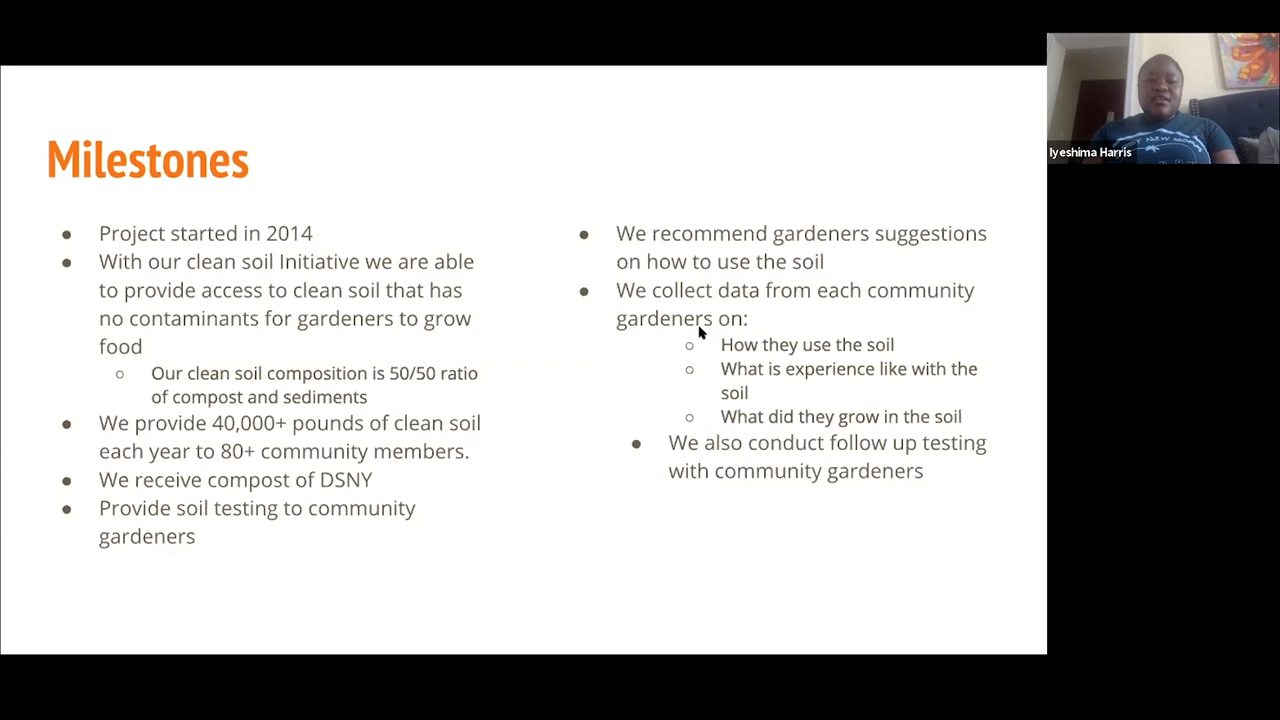 Milestones
● Project started in 2014
● With our clean soil Initiative we are able
to provide access to clean soil that has
no contaminants for gardeners to grow
food
○ Our clean soil composition is 50/50 ratio
of compost and sediments
● We provide 40,000+ pounds of clean soil
each year to 80+ community members.
● We receive compost of DSNY
● Provide soil testing to community
gardeners
● We recommend gardeners suggestions
on how to use the soil
● We collect data from each community
gardeners on:
○ How they use the soil
○ What is experience like with the
soil
○ What did they grow in the soil
● We also conduct follow up testing
with community gardeners
Iyeshima Harris